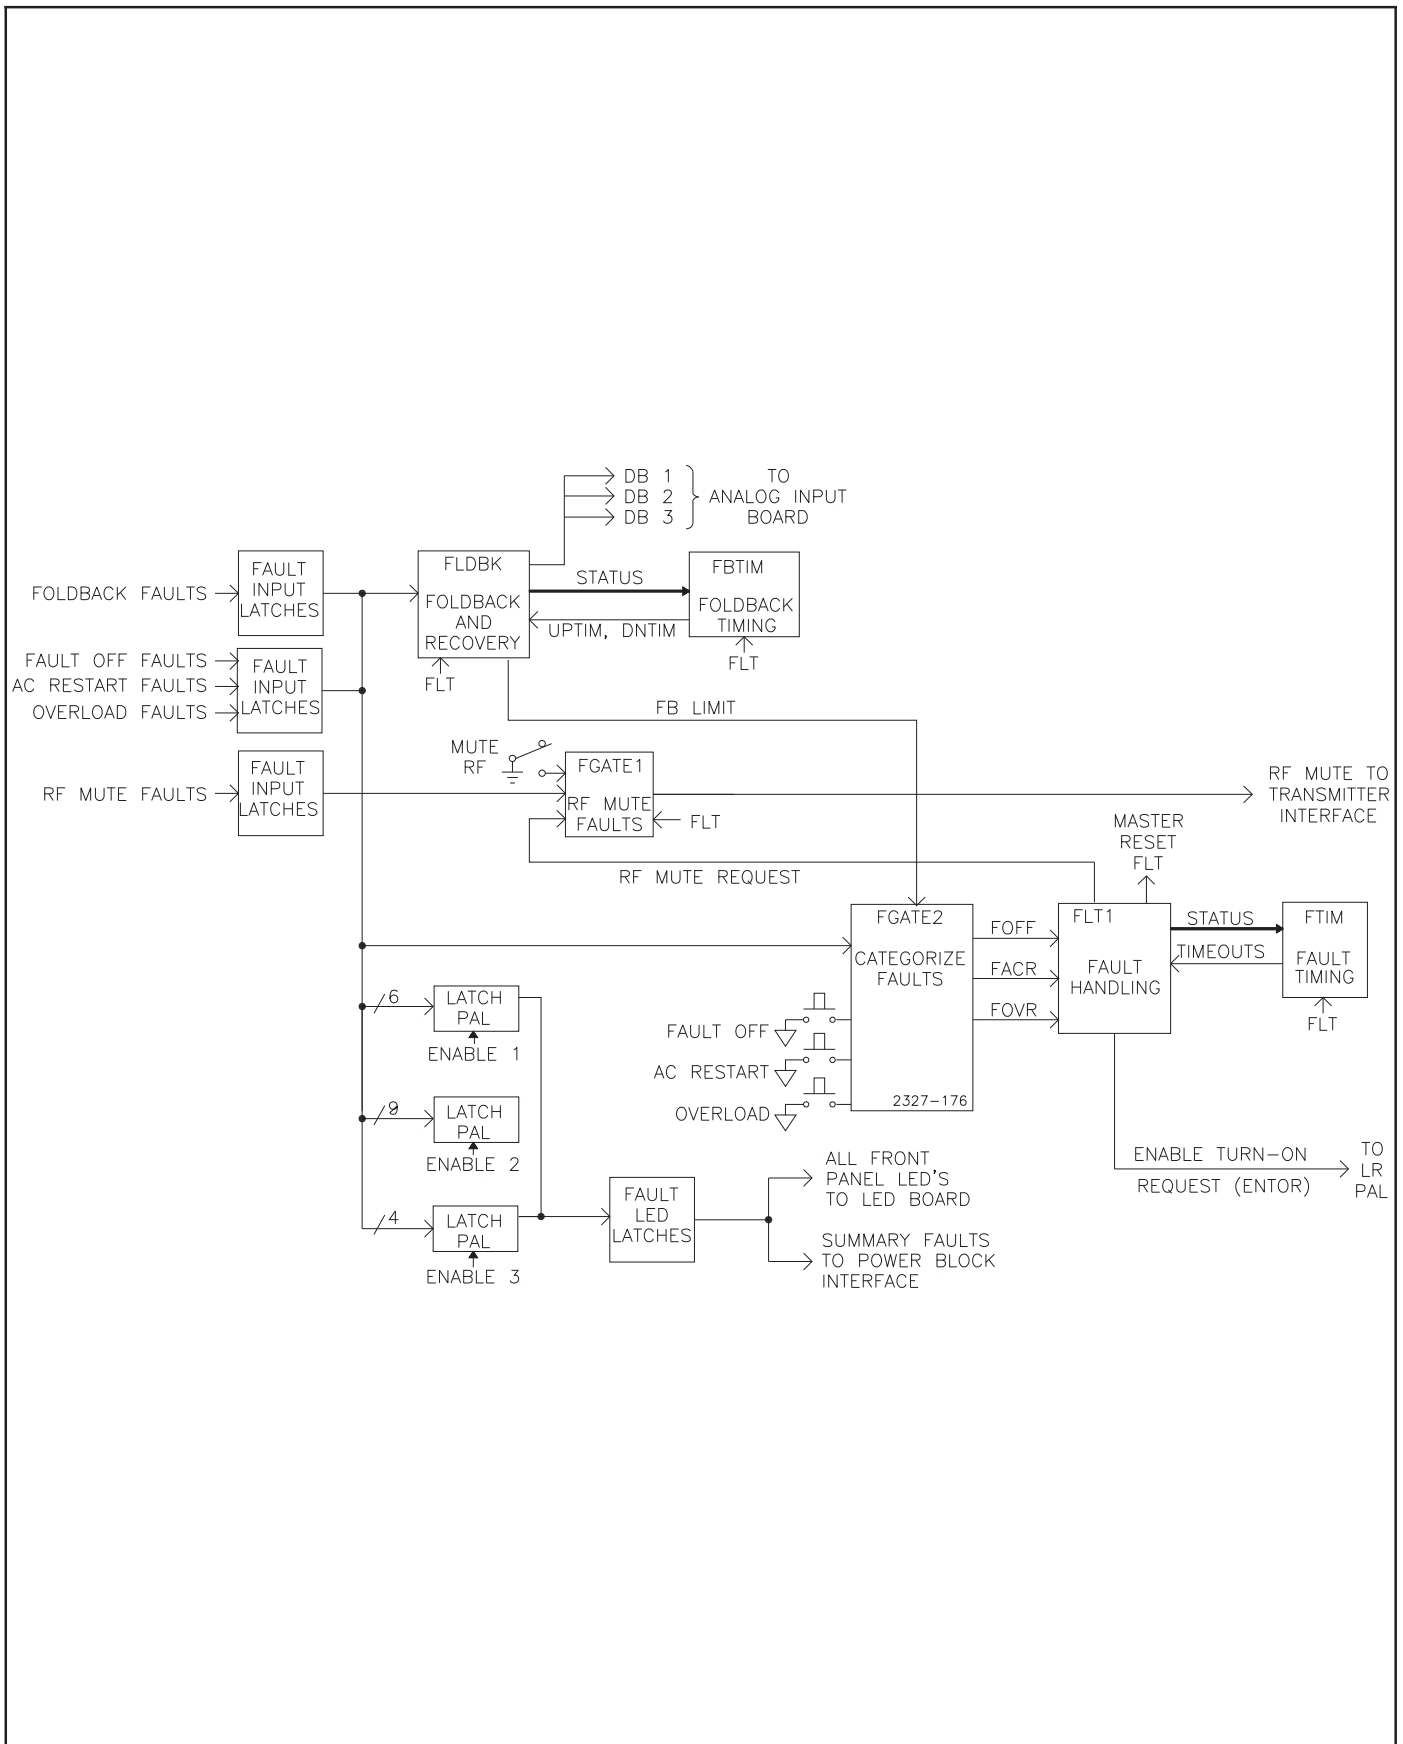 DB 1
DB 2
DB 3
TO
ANALOG INPUT
BOARD
FOLDBACK FAULTS
FAULT
INPUT
LATCHES
FLDBK
FOLDBACK
AND
RECOVERY
FLT
STATUS
UPTIM, DNTIM
FBTIM
FOLDBACK
TIMING
FLT
FAULT OFF FAULTS
AC RESTART FAULTS
OVERLOAD FAULTS
FAULT
INPUT
LATCHES
FB LIMIT
RF MUTE FAULTS
FAULT
INPUT
LATCHES
MUTE
RF
FGATE1
RF MUTE
FAULTS
FLT
RF MUTE TO
TRANSMITTER
INTERFACE
RF MUTE REQUEST
MASTER
RESET
FLT
FGATE2
CATEGORIZE
FAULTS
2327-176
FOFF
FACR
FOVR
FLT1
FAULT
HANDLING
STATUS
TIMEOUTS
FTIM
FAULT
TIMING
FLT
FAULT OFF
AC RESTART
OVERLOAD
6
LATCH
PAL
ENABLE 1
9
LATCH
PAL
ENABLE 2
4
LATCH
PAL
ENABLE 3
FAULT
LED
LATCHES
ALL FRONT
PANEL LED'S
TO LED BOARD
SUMMARY FAULTS
TO POWER BLOCK
INTERFACE
ENABLE TURN-ON
REQUEST (ENTOR)
TO
LR
PAL